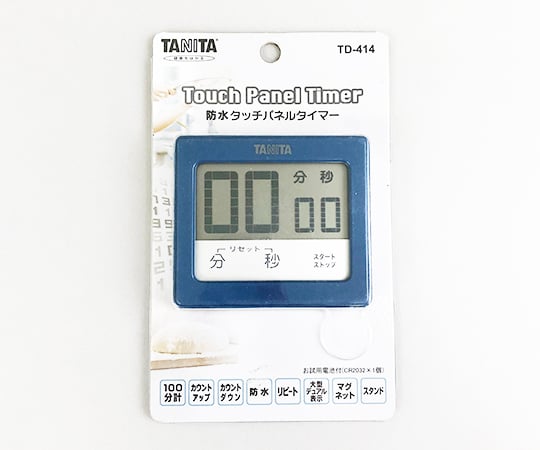 TANITA
健康をはかる
TD-414
Touch Panel Timer
防水タッチパネルタイマー
TANITA
00 分 秒 00
リセット
分 秒 スタート
ストップ
お試用電池付(CR2032×1個)
100分計 カウントアップ カウントダウン 防水 リピート 大型デュアル表示 マグネット スタンド